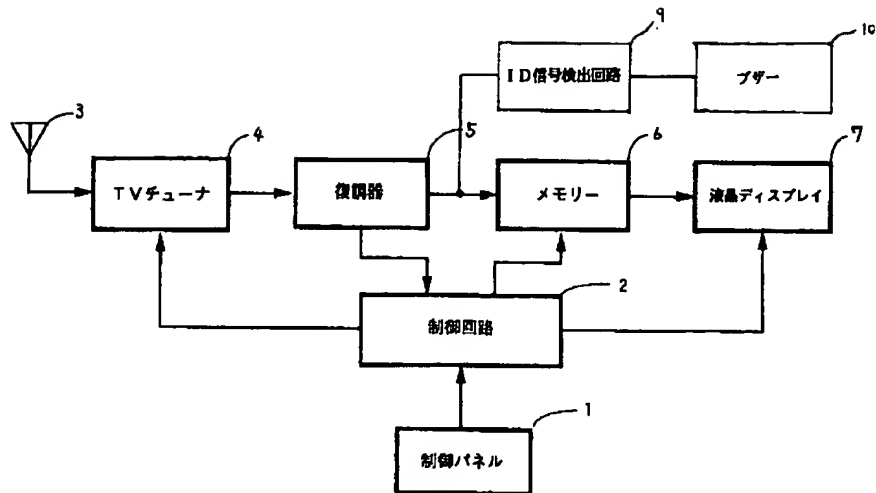 9
10
ID信号検出回路
ブザー
3
4
5
6
7
TVチューナ
復調器
メモリー
液晶ディスプレイ
2
制御回路
1
制御パネル